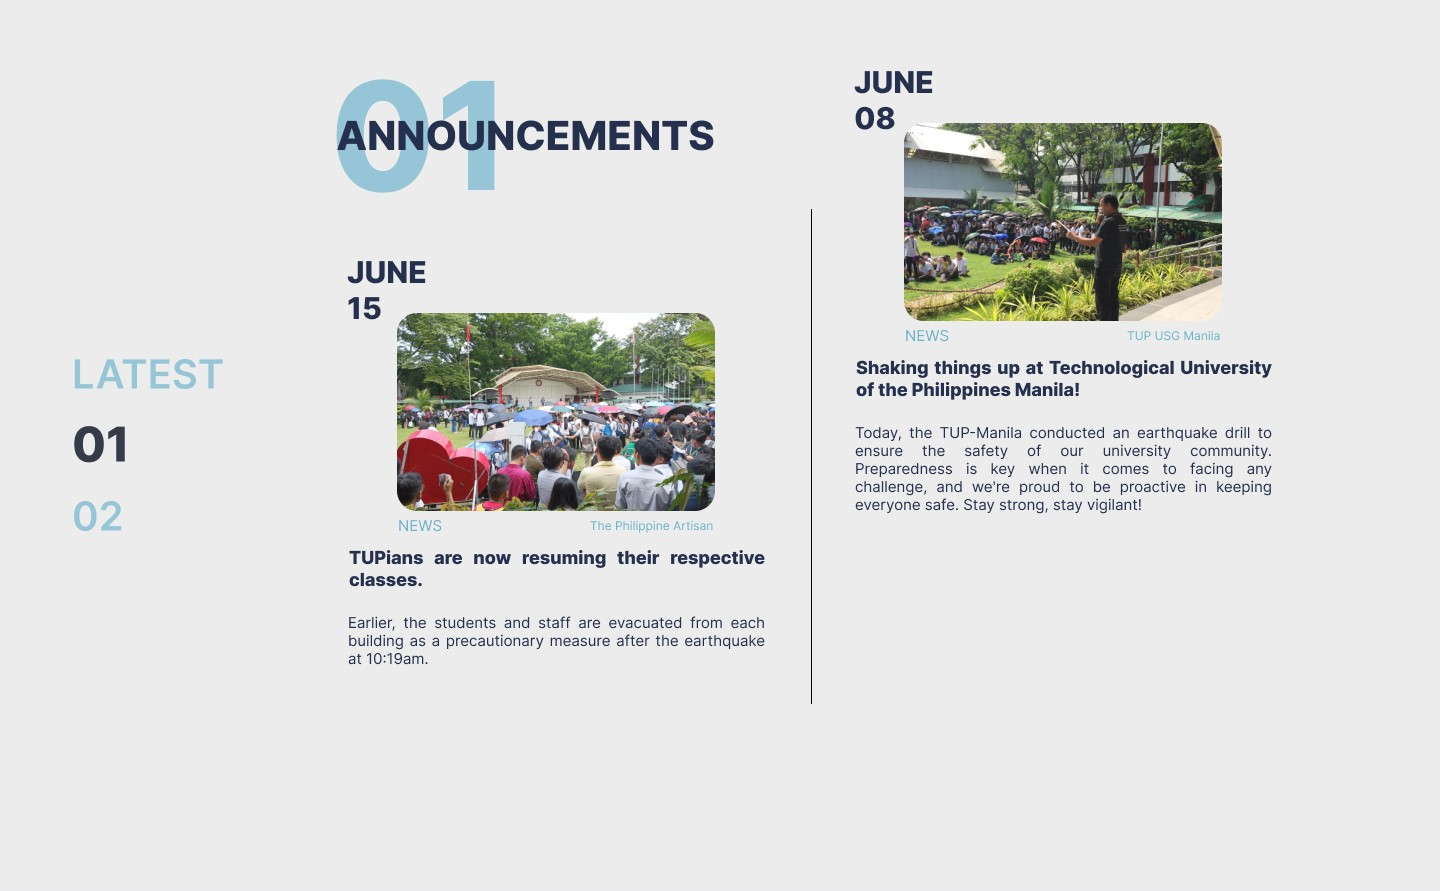 LATEST
01
02
01
ANNOUNCEMENTS
JUNE
15
NEWS
The Philippine Artisan
TUPians are now resuming their respective
classes.
Earlier, the students and staff are evacuated from each
building as a precautionary measure after the earthquake
at 10:19am.
JUNE
08
NEWS
TUP USG Manila
Shaking things up at Technological University
of the Philippines Manila!
Today, the TUP-Manila conducted an earthquake drill to
ensure the safety of our university community.
Preparedness is key when it comes to facing any
challenge, and we're proud to be proactive in keeping
everyone safe. Stay strong, stay vigilant!